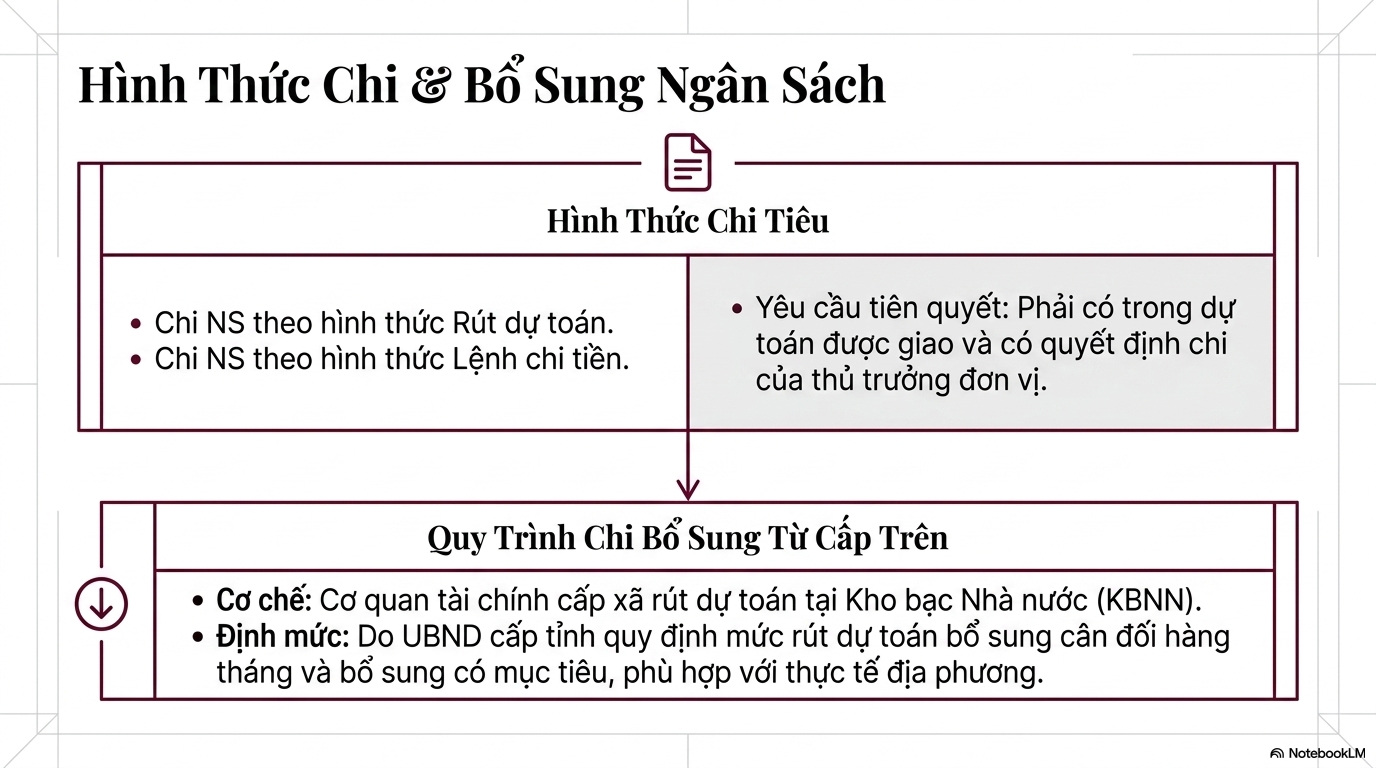 Hình Thức Chi & Bổ Sung Ngân Sách
Hình Thức Chi Tiêu
• Chi NS theo hình thức Rút dự toán.
• Chi NS theo hình thức Lệnh chi tiền.
• Yêu cầu tiên quyết: Phải có trong dự
toán được giao và có quyết định chi
của thủ trưởng đơn vị.
Quy Trình Chi Bổ Sung Từ Cấp Trên
• Cơ chế: Cơ quan tài chính cấp xã rút dự toán tại Kho bạc Nhà nước (KBNN).
• Định mức: Do UBND cấp tỉnh quy định mức rút dự toán bổ sung cân đối hàng
tháng và bổ sung có mục tiêu, phù hợp với thực tế địa phương.
NotebookLM